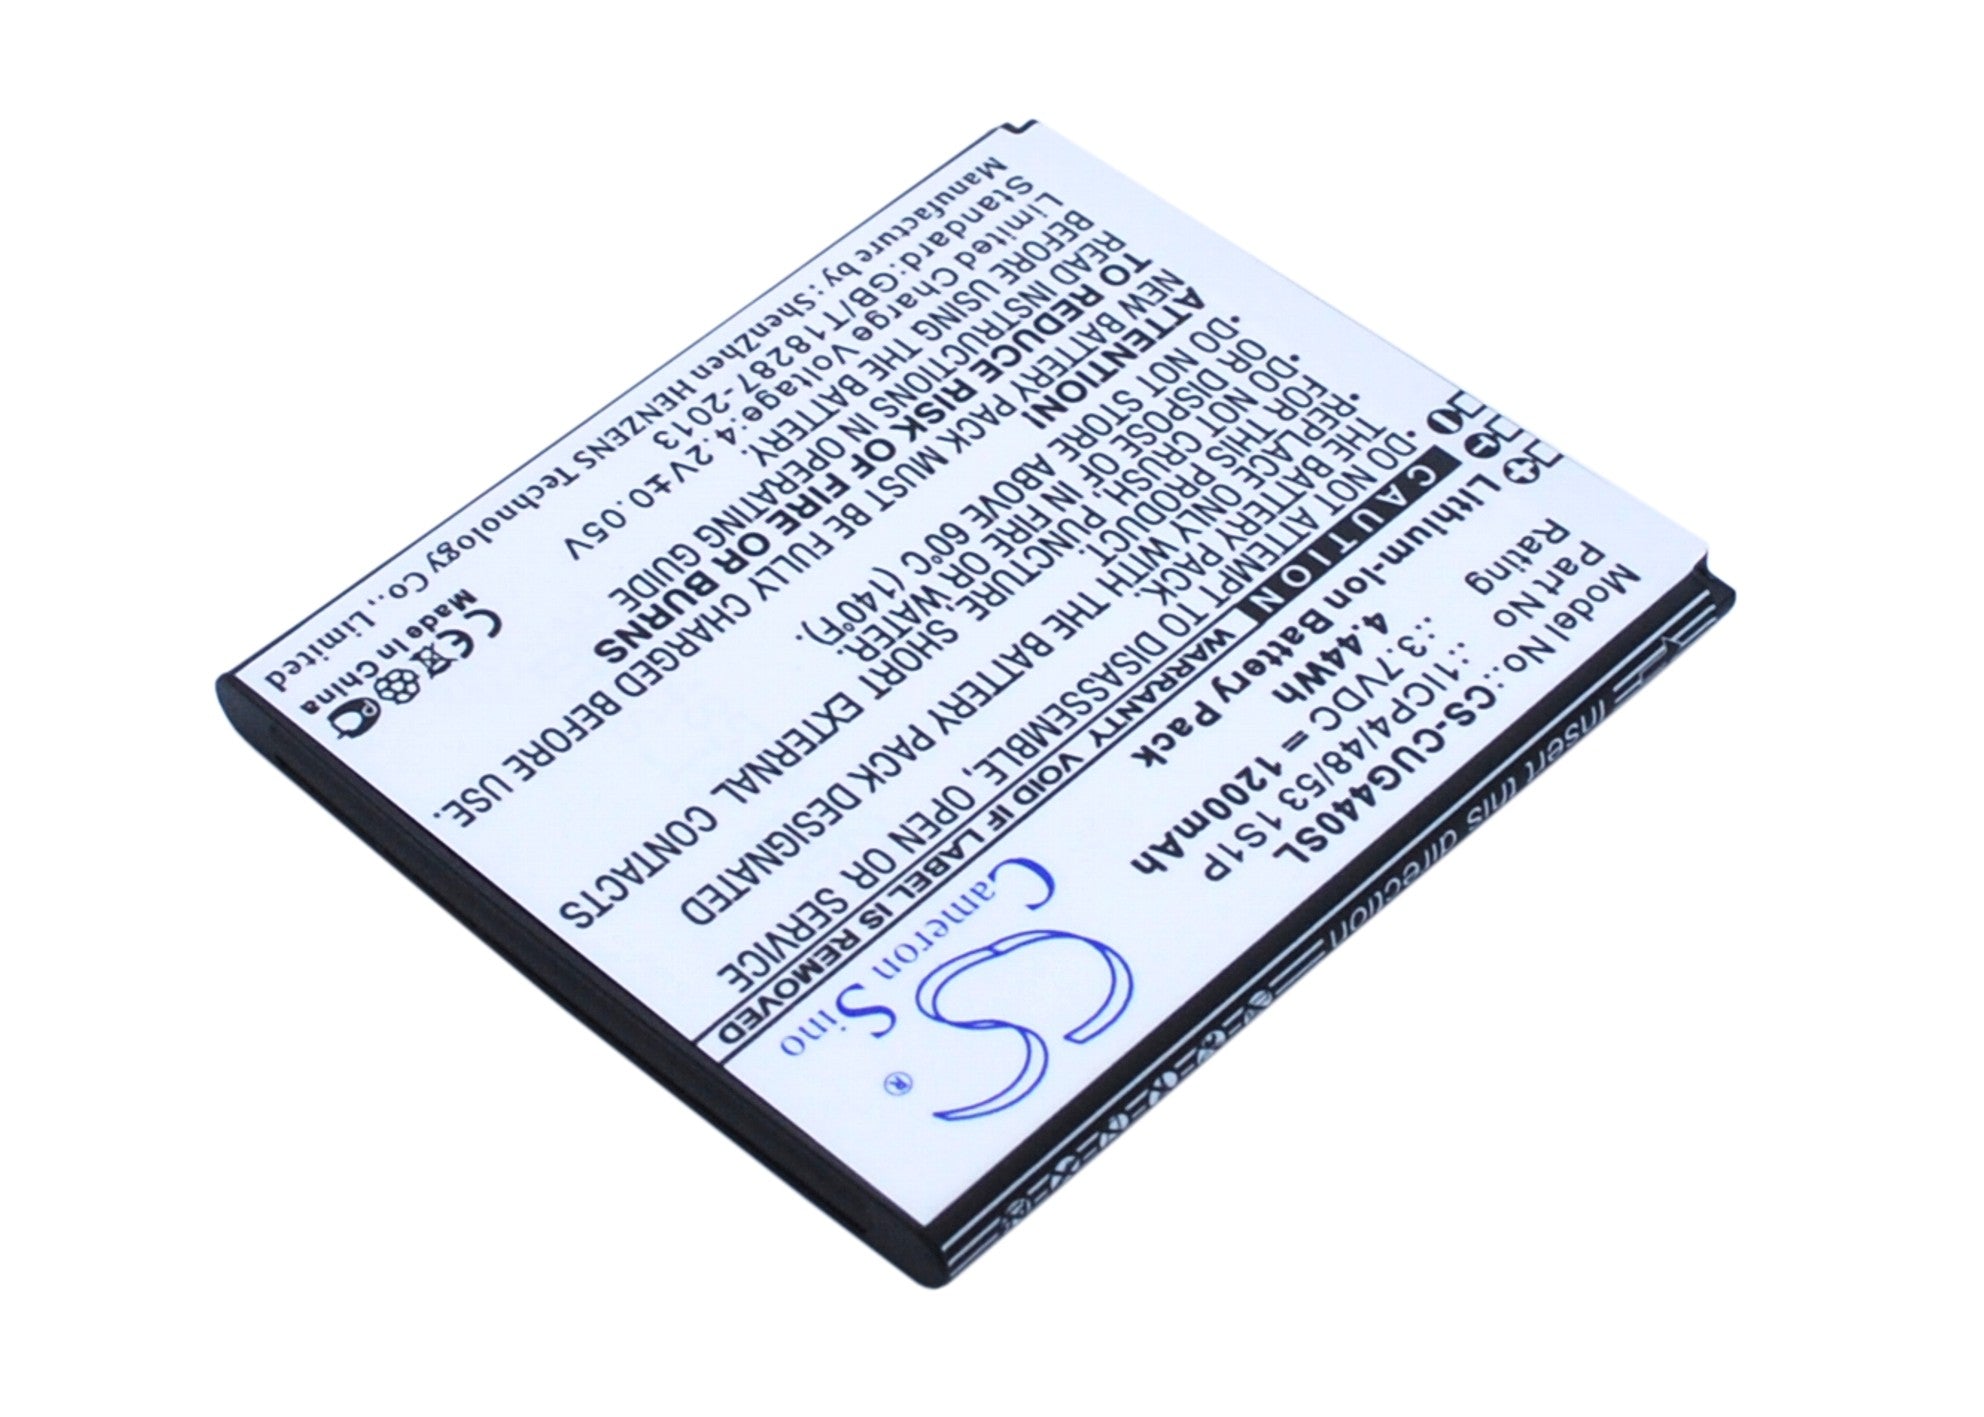 Cameron Sino
CS
®
Model No.:
CS-CUG440SL
Part No
:1ICP4/48/53 1S1P
Rating
:3.7VDC = 1200mAh
4.44Wh
Lithium-Ion Battery Pack
CAUTION
WARRANTY VOID IF LABEL IS REMOVED
•DO NOT ATTEMPT TO DISASSEMBLE, OPEN OR SERVICE
THE BATTERY PACK.
•REPLACE ONLY WITH THE BATTERY PACK DESIGNATED
FOR THIS PRODUCT.
•DO NOT CRUSH, PUNCTURE, SHORT EXTERNAL CONTACTS
OR DISPOSE OF IN FIRE OR WATER.
•DO NOT STORE ABOVE 60°C (140°F).
ATTENTION!
NEW BATTERY PACK MUST BE FULLY CHARGED BEFORE USE.
TO REDUCE RISK OF FIRE OR BURNS
READ INSTRUCTIONS IN OPERATING GUIDE
BEFORE USING THE BATTERY.
Limited Charge Voltage:4.2V±0.05V
Standard:GB/T18287-2013
Manufacture by:ShenZhen HENZENS Technology Co., Limited
Made in China
CE
Insert this direction